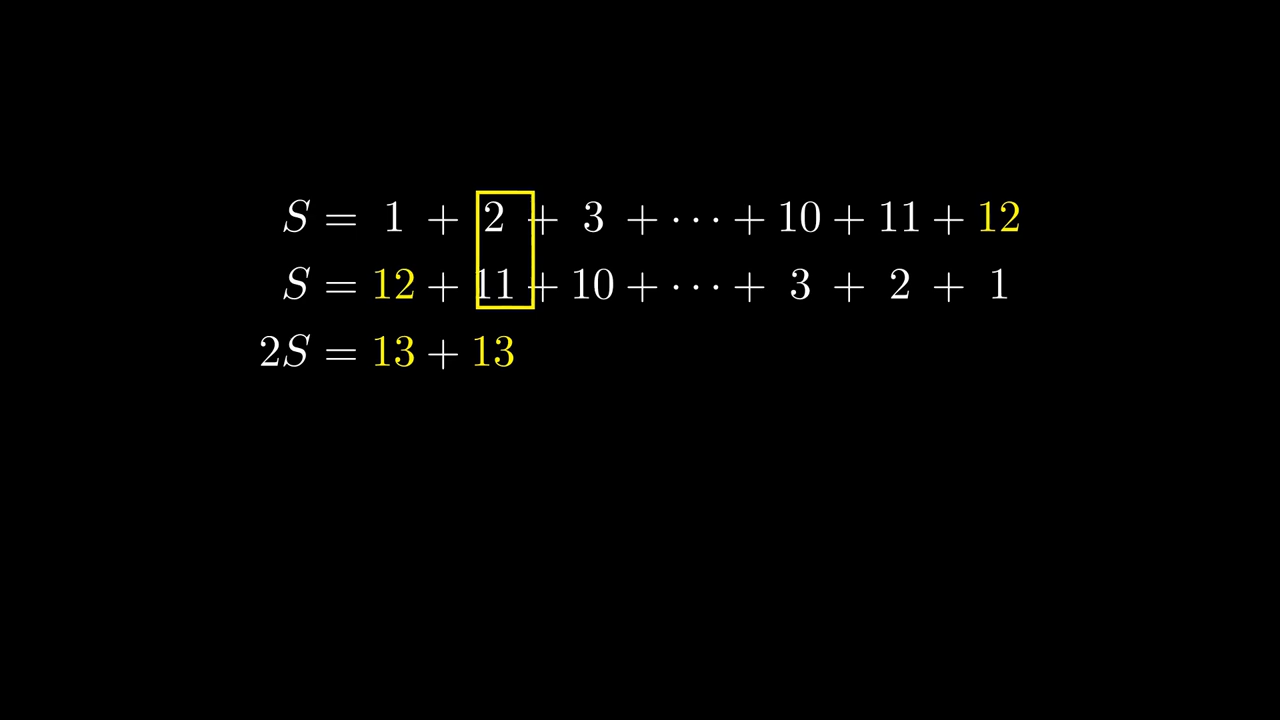 S = 1 + 2 + 3 + ⋯ + 10 + 11 + 12
S = 12 + 11 + 10 + ⋯ + 3 + 2 + 1
2S = 13 + 13